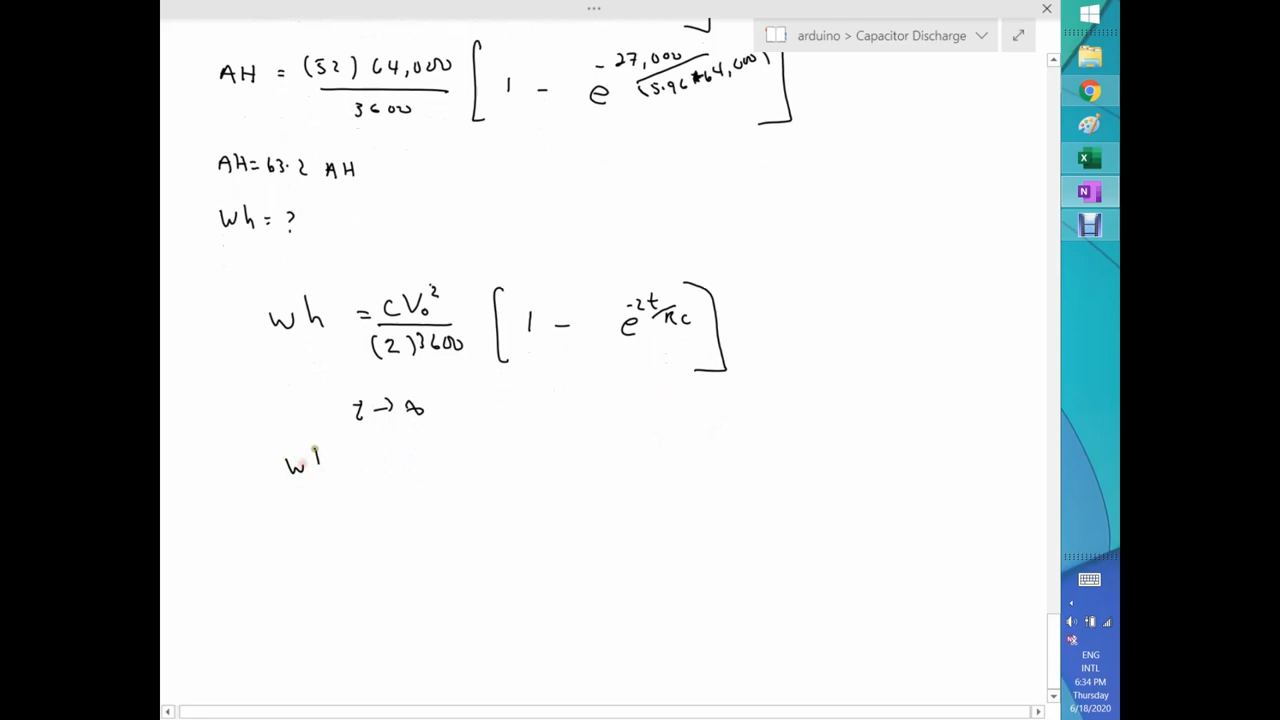 arduino > Capacitor Discharge
AH = (52) 64,000 / 3600 [ 1 - e^-27,000/(5.96*64,000) ]
AH = 63.2 AH
Wh = ?
Wh = CV₀² / (2)3600 [ 1 - e^-2t/RC ]
t → ∞
W
ENG
INTL
6:34 PM
Thursday
6/18/2020